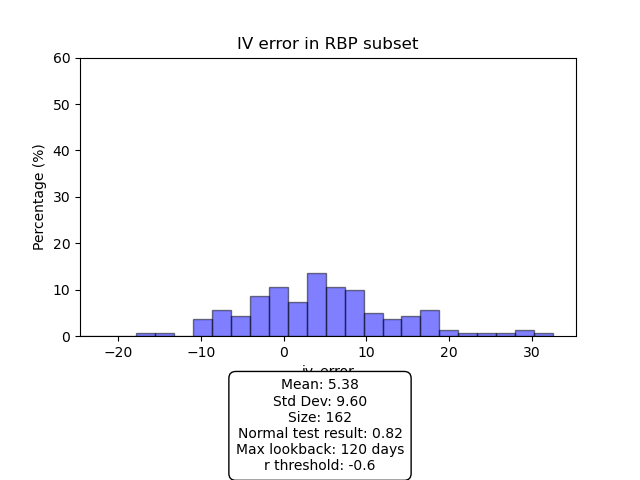 IV error in RBP subset
60
50
40
30
20
10
0
Percentage (%)
−20
−10
0
10
20
30
iv_error
Mean: 5.38
Std Dev: 9.60
Size: 162
Normal test result: 0.82
Max lookback: 120 days
r threshold: -0.6